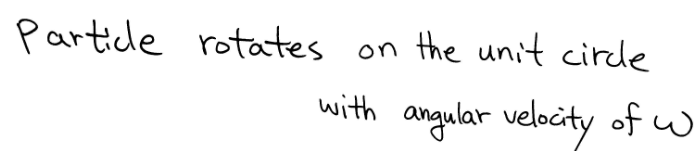 Particle rotates on the unit circle
with angular velocity of ω